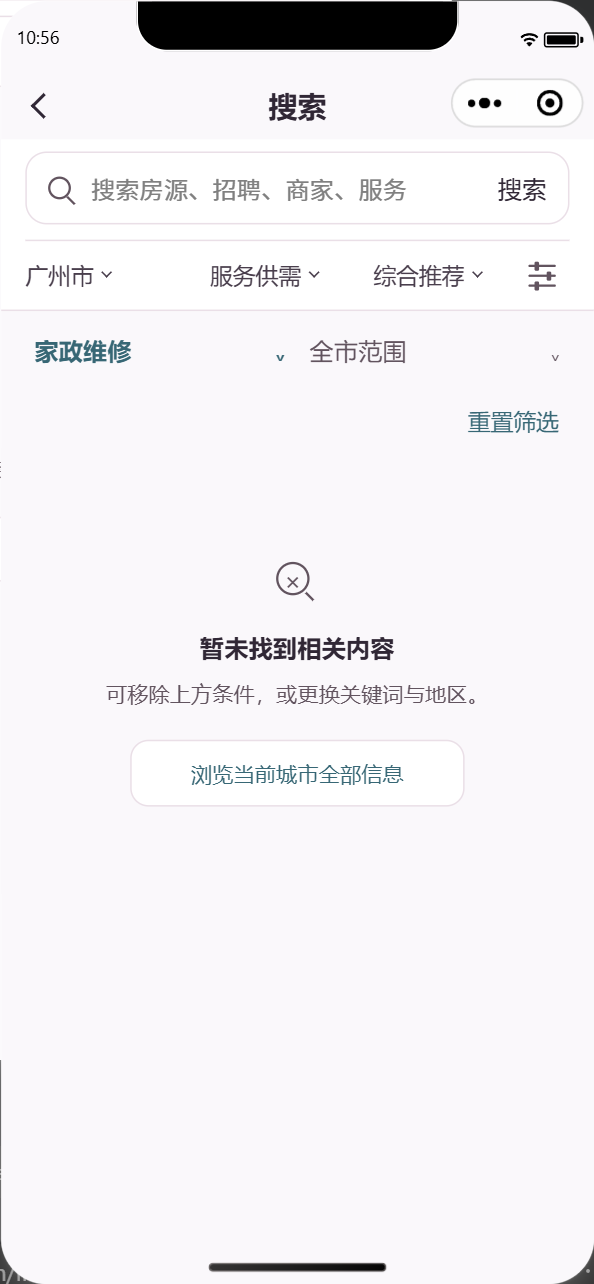 10:56
搜索
搜索房源、招聘、商家、服务 搜索
广州市 服务供需 综合推荐
家政维修 全市范围
重置筛选
暂未找到相关内容
可移除上方条件，或更换关键词与地区。
浏览当前城市全部信息